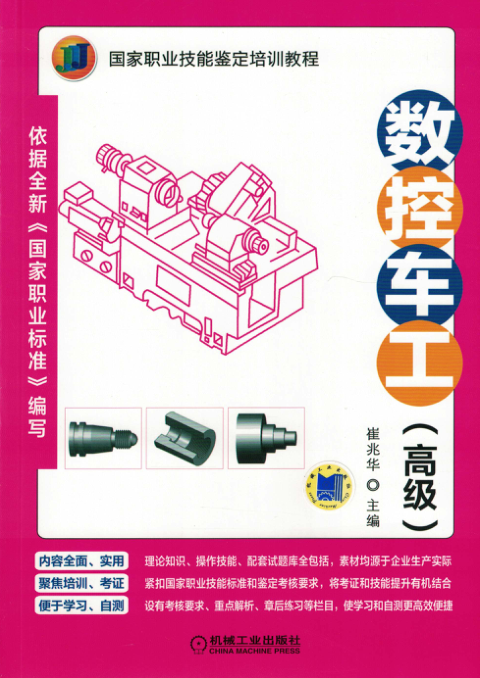 国家职业技能鉴定培训教程
数控车工
（高级）
依据全新《国家职业标准》编写
崔兆华◎主编
内容全面、实用
理论知识、操作技能、配套试题库全包括，素材均源于企业生产实际
聚焦培训、考证
紧扣国家职业技能标准和鉴定考核要求，将考证和技能提升有机结合
便于学习、自测
设有考核要求、重点解析、章后练习等栏目，使学习和自测更高效便捷
机械工业出版社
CHINA MACHINE PRESS